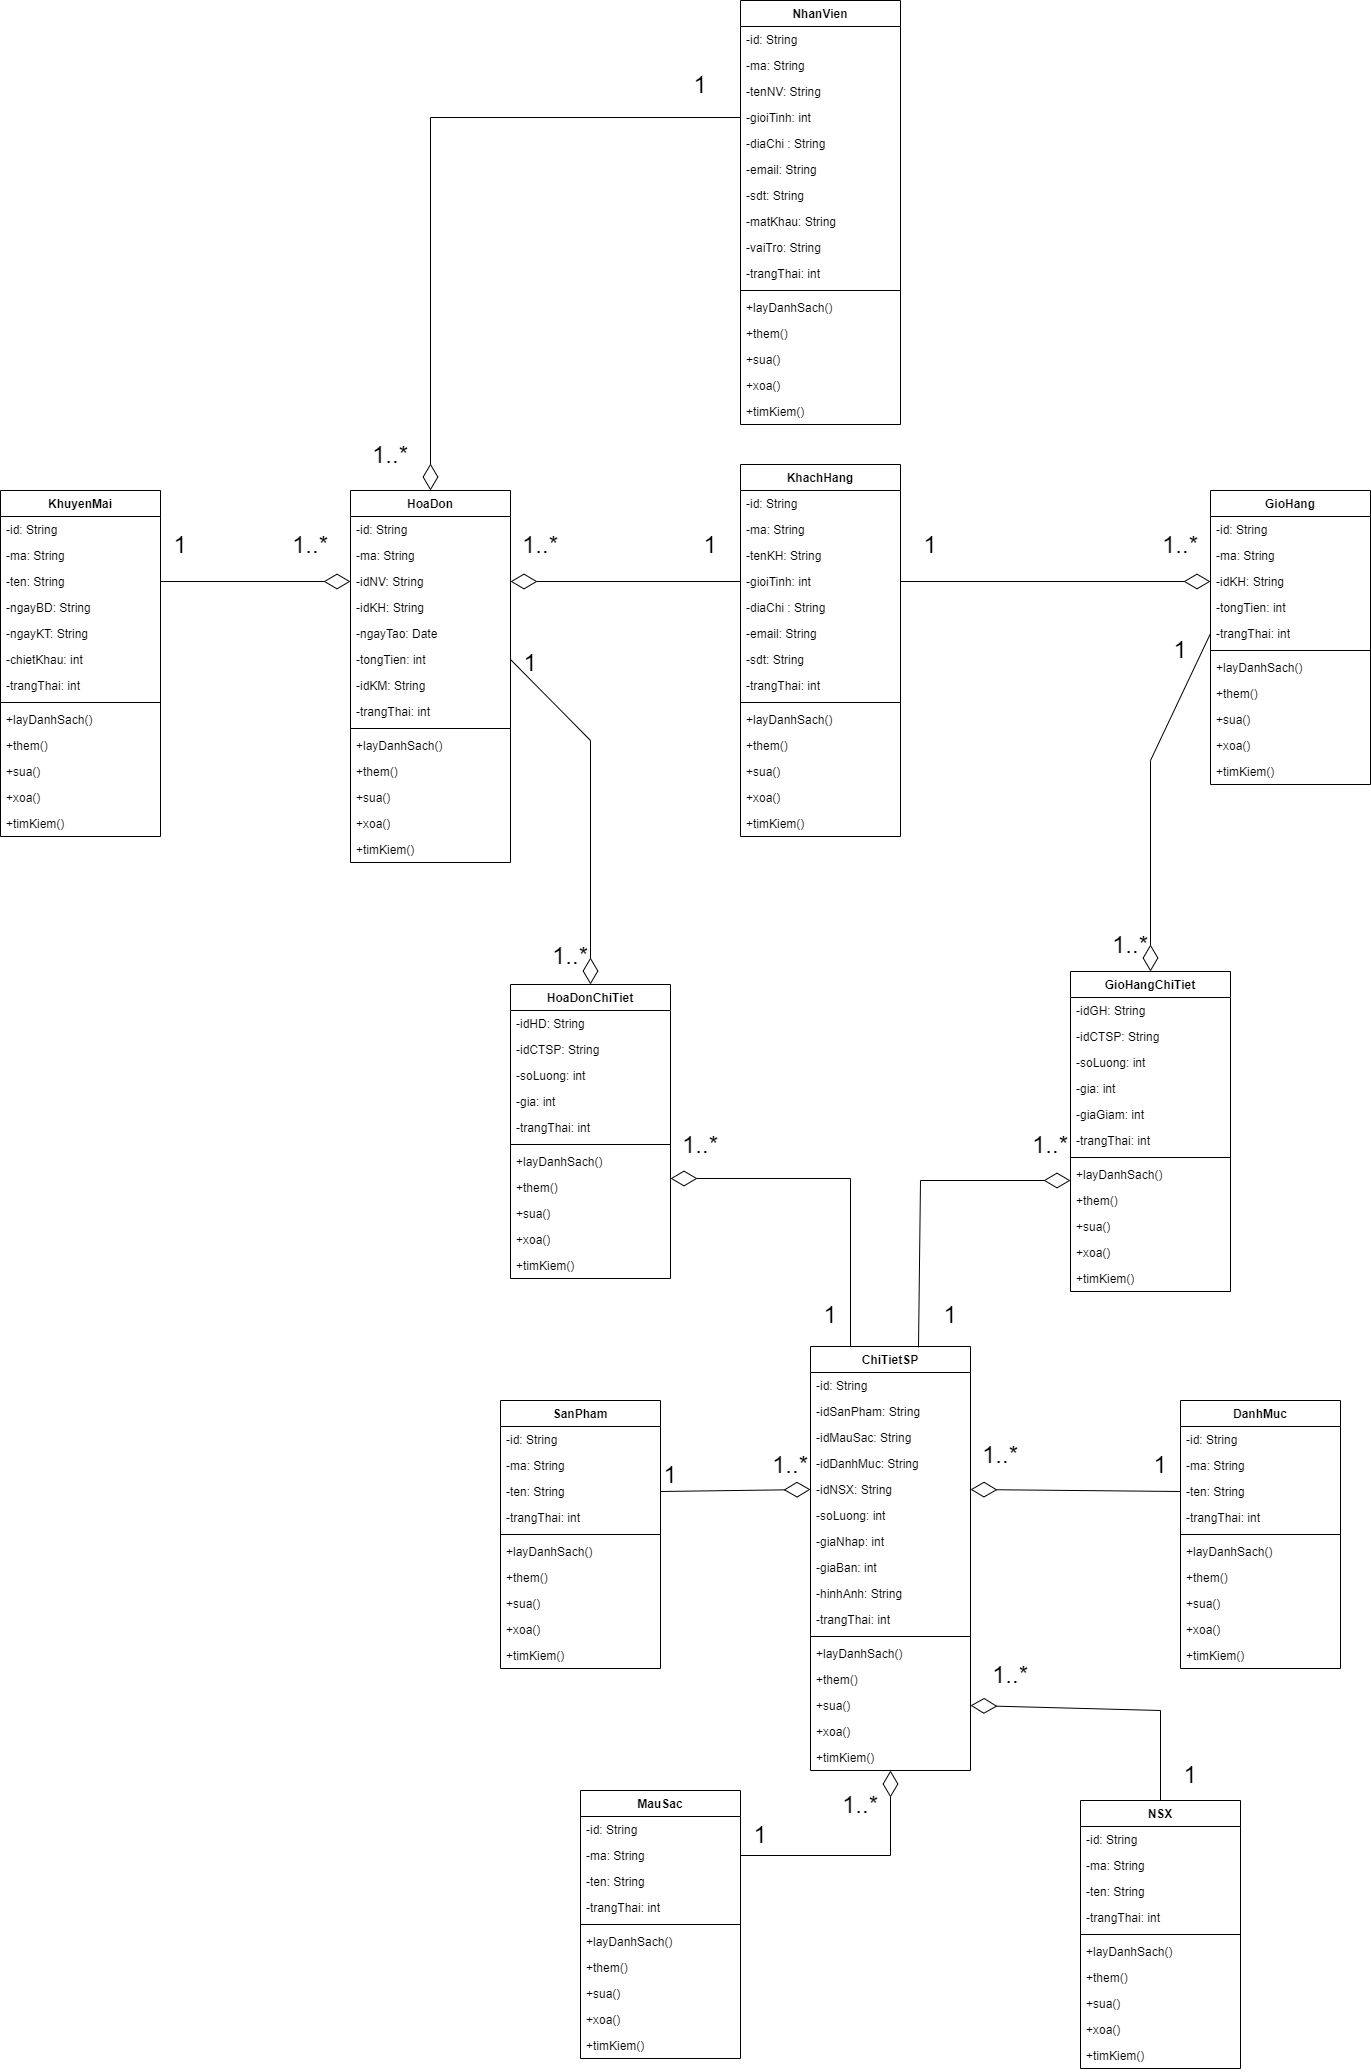 NhanVien
-id: String
-ma: String
-tenNV: String
-gioiTinh: int
-diaChi : String
-email: String
-sdt: String
-matKhau: String
-vaiTro: String
-trangThai: int
+layDanhSach()
+them()
+sua()
+xoa()
+timKiem()
1
1..*
KhuyenMai
-id: String
-ma: String
-ten: String
-ngayBD: String
-ngayKT: String
-chietKhau: int
-trangThai: int
+layDanhSach()
+them()
+sua()
+xoa()
+timKiem()
1
1..*
HoaDon
-id: String
-ma: String
-idNV: String
-idKH: String
-ngayTao: Date
-tongTien: int
-idKM: String
-trangThai: int
+layDanhSach()
+them()
+sua()
+xoa()
+timKiem()
1..*
1
1
1..*
KhachHang
-id: String
-ma: String
-tenKH: String
-gioiTinh: int
-diaChi : String
-email: String
-sdt: String
-trangThai: int
+layDanhSach()
+them()
+sua()
+xoa()
+timKiem()
1
1..*
GioHang
-id: String
-ma: String
-idKH: String
-tongTien: int
-trangThai: int
+layDanhSach()
+them()
+sua()
+xoa()
+timKiem()
1
1..*
HoaDonChiTiet
-idHD: String
-idCTSP: String
-soLuong: int
-gia: int
-trangThai: int
+layDanhSach()
+them()
+sua()
+xoa()
+timKiem()
1..*
1
GioHangChiTiet
-idGH: String
-idCTSP: String
-soLuong: int
-gia: int
-giaGiam: int
-trangThai: int
+layDanhSach()
+them()
+sua()
+xoa()
+timKiem()
1..*
1
SanPham
-id: String
-ma: String
-ten: String
-trangThai: int
+layDanhSach()
+them()
+sua()
+xoa()
+timKiem()
1
1..*
ChiTietSP
-id: String
-idSanPham: String
-idMauSac: String
-idDanhMuc: String
-idNSX: String
-soLuong: int
-giaNhap: int
-giaBan: int
-hinhAnh: String
-trangThai: int
+layDanhSach()
+them()
+sua()
+xoa()
+timKiem()
1..*
1
DanhMuc
-id: String
-ma: String
-ten: String
-trangThai: int
+layDanhSach()
+them()
+sua()
+xoa()
+timKiem()
1..*
1
1..*
1
MauSac
-id: String
-ma: String
-ten: String
-trangThai: int
+layDanhSach()
+them()
+sua()
+xoa()
+timKiem()
NSX
-id: String
-ma: String
-ten: String
-trangThai: int
+layDanhSach()
+them()
+sua()
+xoa()
+timKiem()